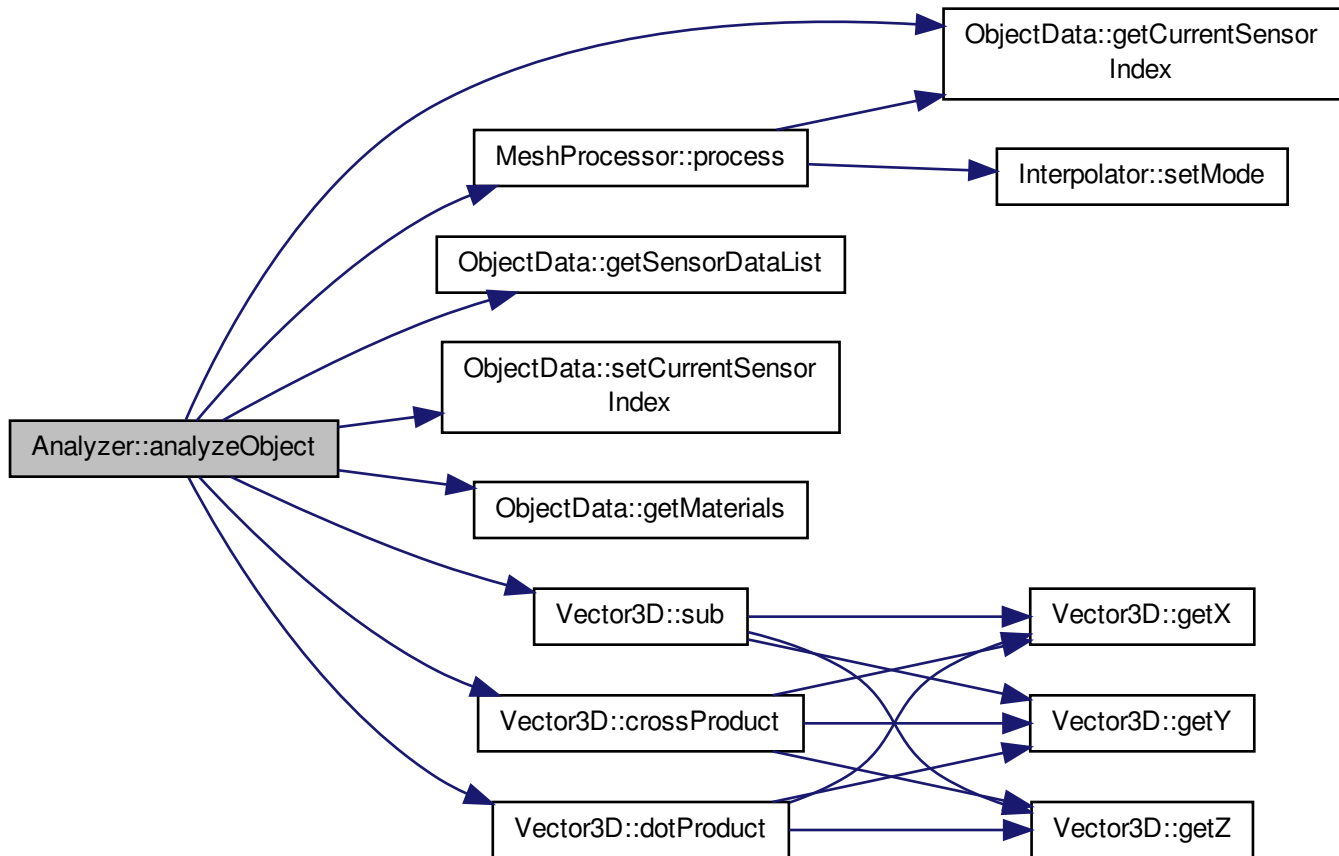 ObjectData::getCurrentSensor
Index
MeshProcessor::process
Interpolator::setMode
ObjectData::getSensorDataList
ObjectData::setCurrentSensor
Index
Analyzer::analyzeObject
ObjectData::getMaterials
Vector3D::sub
Vector3D::getX
Vector3D::crossProduct
Vector3D::getY
Vector3D::dotProduct
Vector3D::getZ